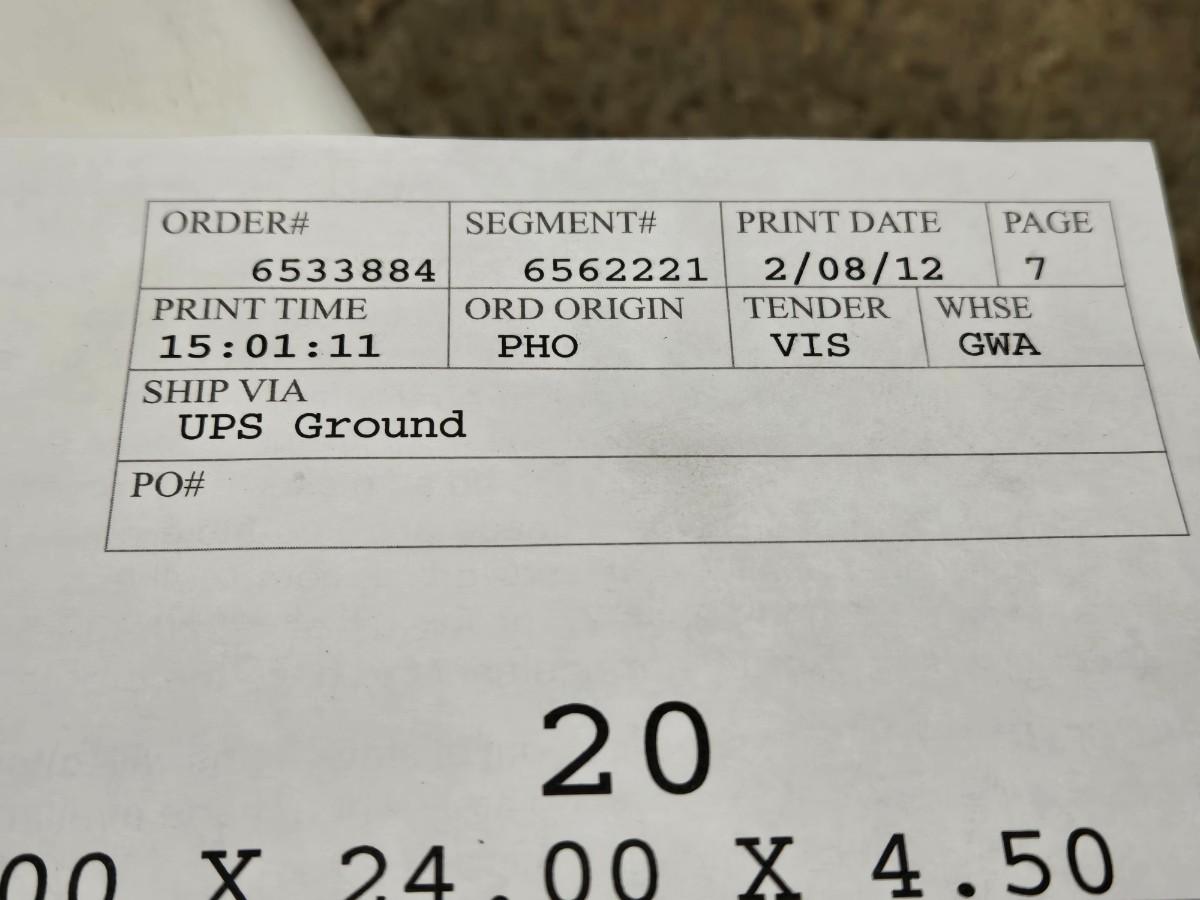 ORDER# SEGMENT# PRINT DATE PAGE
6533884 6562221 2/08/12 7
PRINT TIME ORD ORIGIN TENDER WHSE
15:01:11 PHO VIS GWA
SHIP VIA
UPS Ground
PO#
20
00 X 24.00 X 4.50